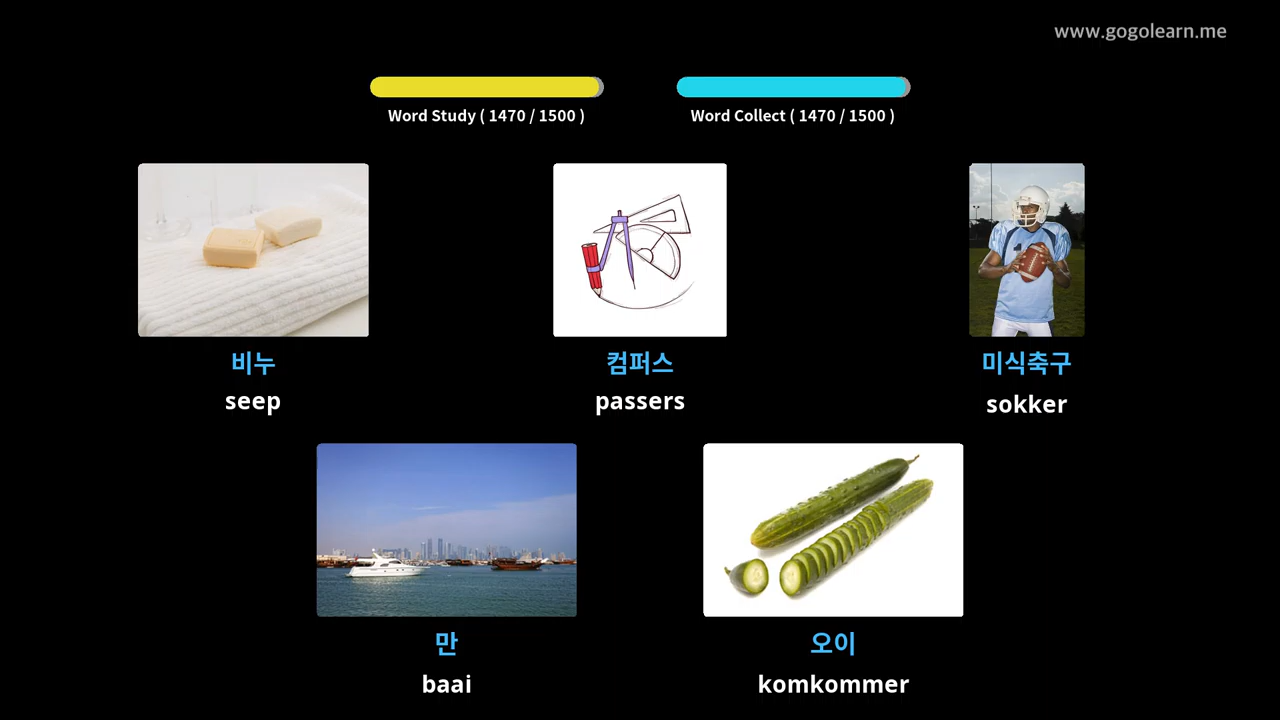 www.gogolearn.me
Word Study ( 1470 / 1500 )
Word Collect ( 1470 / 1500 )
비누
컴퍼스
미식축구
seep
passers
sokker
만
오이
baai
komkommer